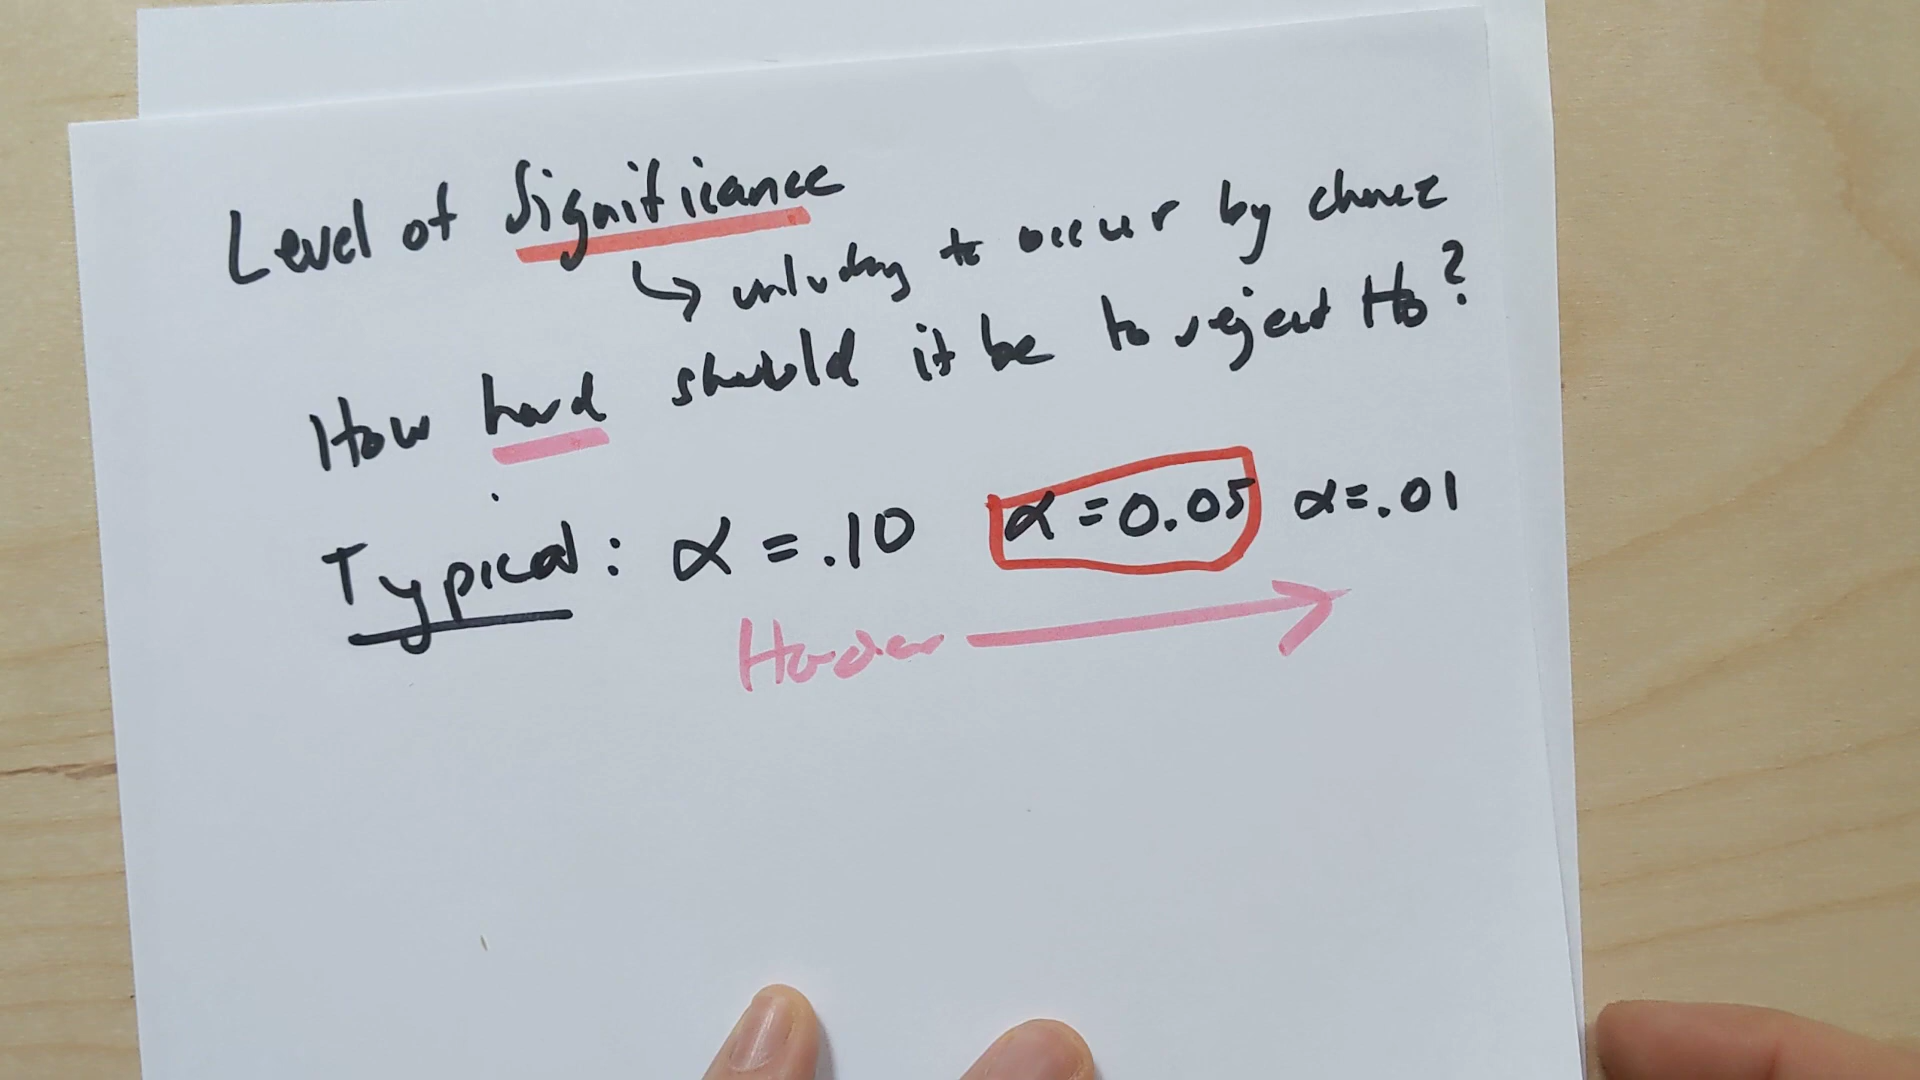 Level of Significance
↳ unlikely to occur by chance
How hard should it be to reject H0?
Typical: α = .10 α = 0.05 α = .01
Harder →